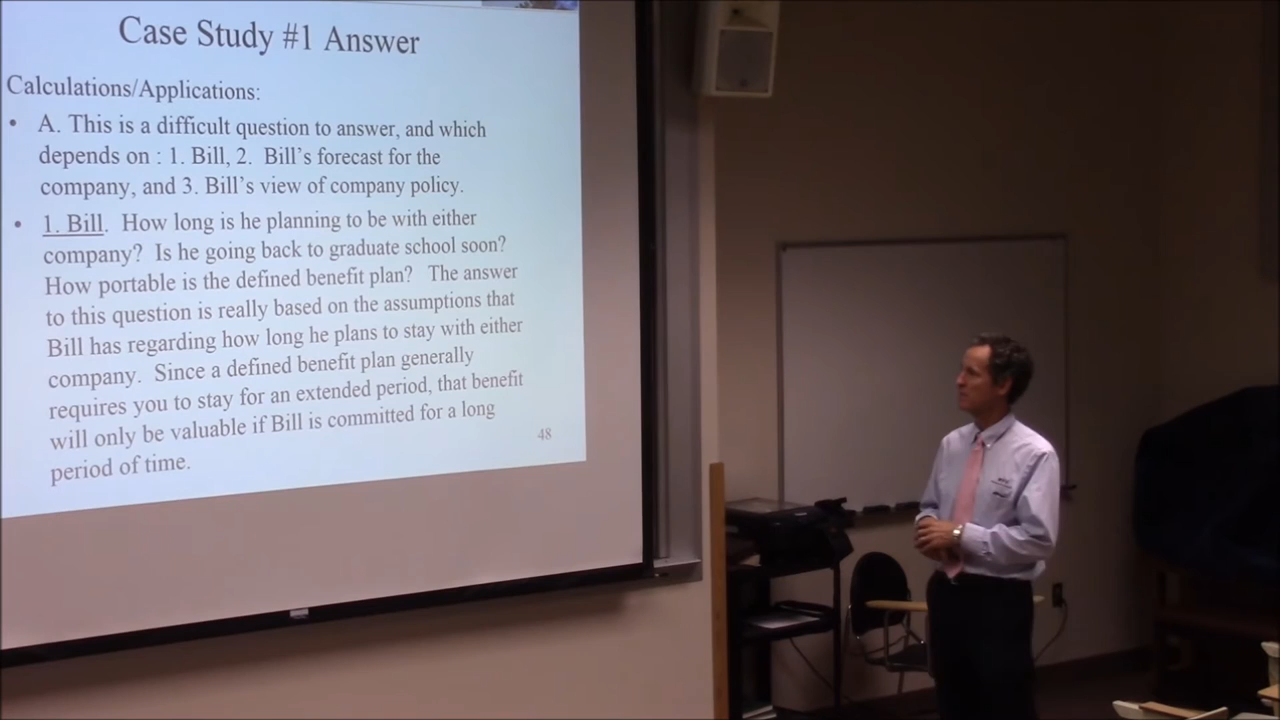 Case Study #1 Answer
Calculations/Applications:
• A. This is a difficult question to answer, and which
depends on : 1. Bill, 2. Bill's forecast for the
company, and 3. Bill's view of company policy.
• 1. Bill. How long is he planning to be with either
company? Is he going back to graduate school soon?
How portable is the defined benefit plan? The answer
to this question is really based on the assumptions that
Bill has regarding how long he plans to stay with either
company. Since a defined benefit plan generally
requires you to stay for an extended period, that benefit
will only be valuable if Bill is committed for a long
period of time.
48